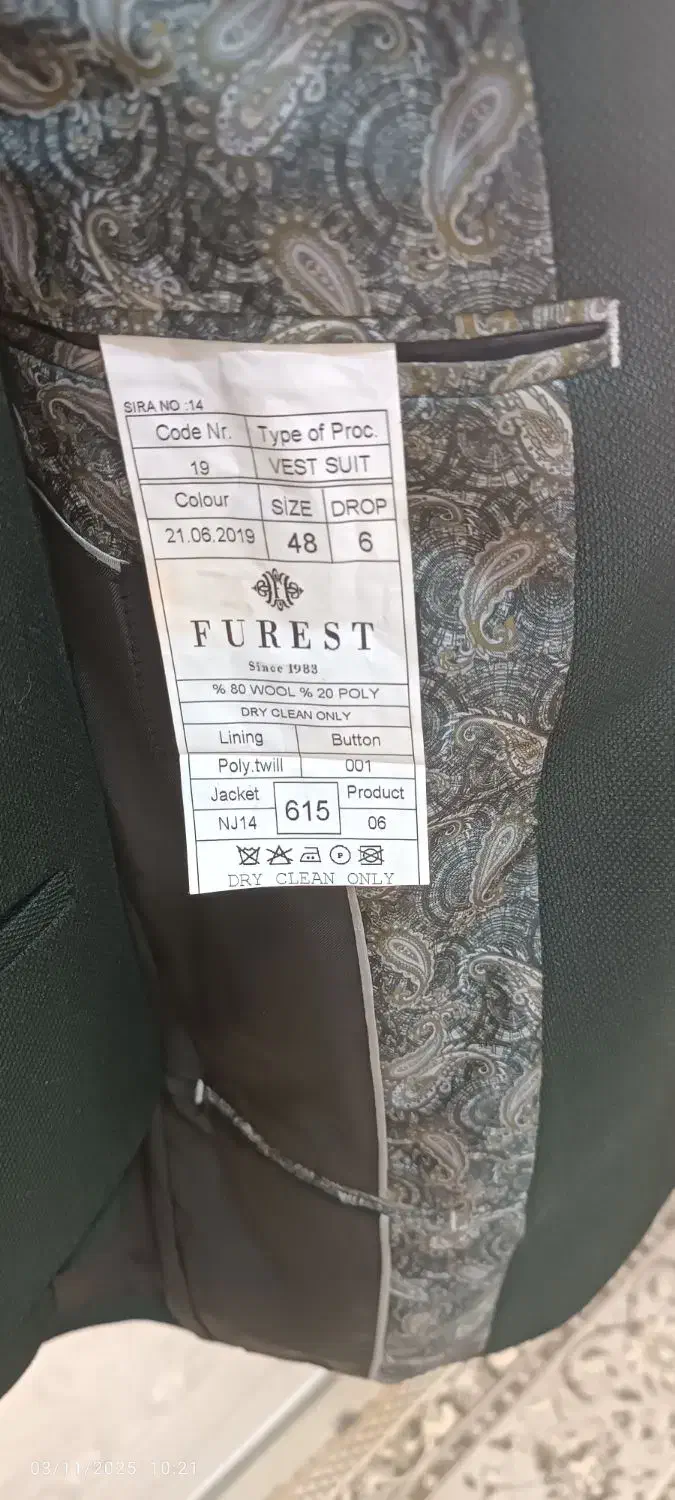 SIRA NO :14
Code Nr. Type of Proc.
19 VEST SUIT
Colour SİZE DROP
21.06.2019 48 6
FUREST
Since 1983
% 80 WOOL % 20 POLY
DRY CLEAN ONLY
Lining Button
Poly.twill 001
Jacket 615 Product
NJ14 06
P
DRY CLEAN ONLY
03/11/2025 10:21